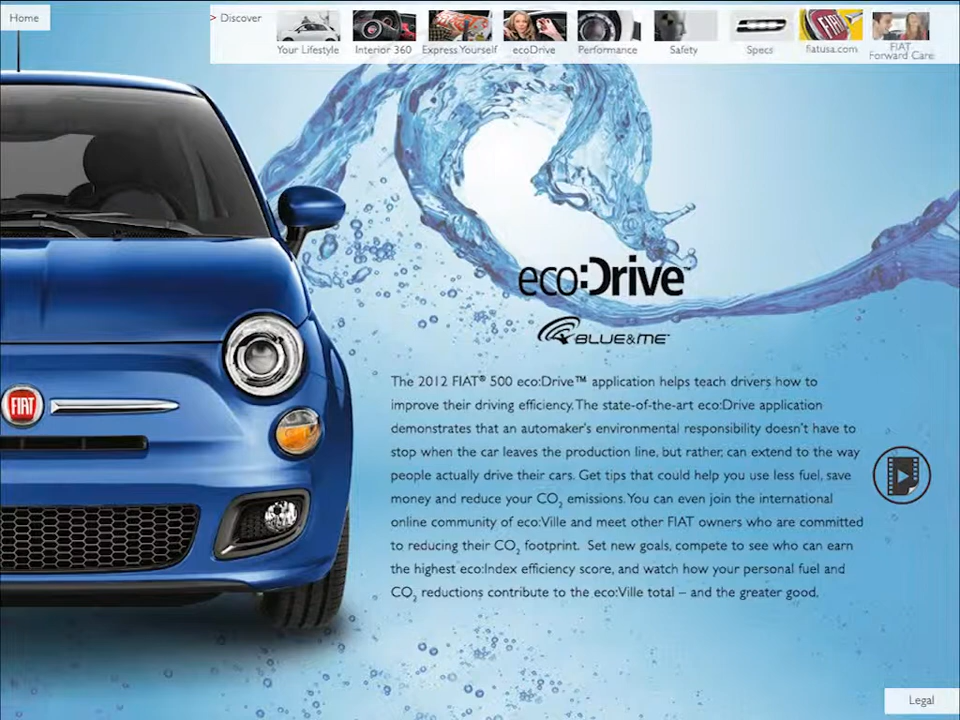 Home
> Discover
Your Lifestyle
Interior 360
Express Yourself
ecoDrive
Performance
Safety
Specs
FIAT
fiatusa.com
FIAT
Forward Care
eco:Drive™
BLUE&ME™
FIAT
The 2012 FIAT® 500 eco:Drive™ application helps teach drivers how to
improve their driving efficiency. The state-of-the-art eco:Drive application
demonstrates that an automaker's environmental responsibility doesn't have to
stop when the car leaves the production line, but rather, can extend to the way
people actually drive their cars. Get tips that could help you use less fuel, save
money and reduce your CO₂ emissions. You can even join the international
online community of eco:Ville and meet other FIAT owners who are committed
to reducing their CO₂ footprint. Set new goals, compete to see who can earn
the highest eco:Index efficiency score, and watch how your personal fuel and
CO₂ reductions contribute to the eco:Ville total – and the greater good.
Legal